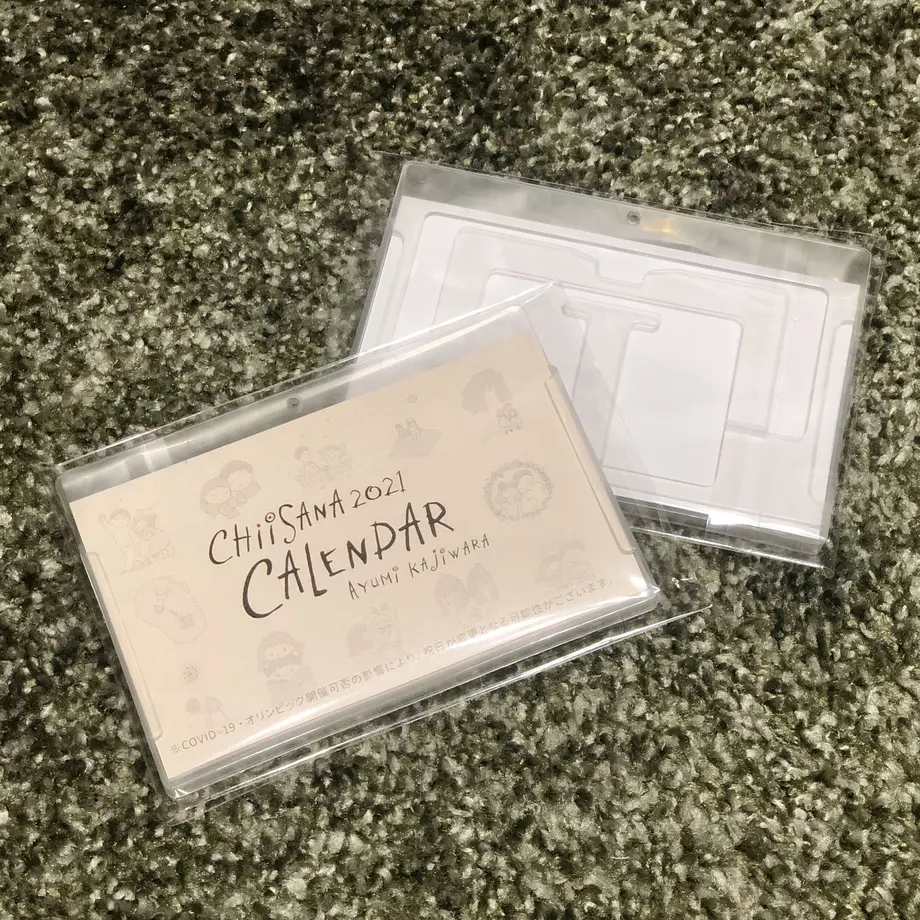 CHiiSANA 2021
CALENDAR
AYUMi KAJiWARA
※COVID-19・オリンピック開催可否の影響により、祝日が変更となる可能性がございます。